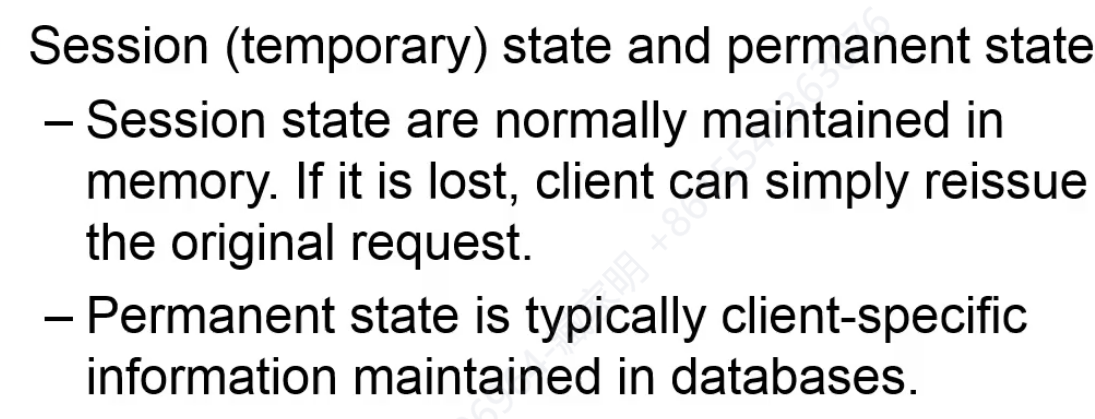 Session (temporary) state and permanent state
– Session state are normally maintained in
memory. If it is lost, client can simply reissue
the original request.
– Permanent state is typically client-specific
information maintained in databases.